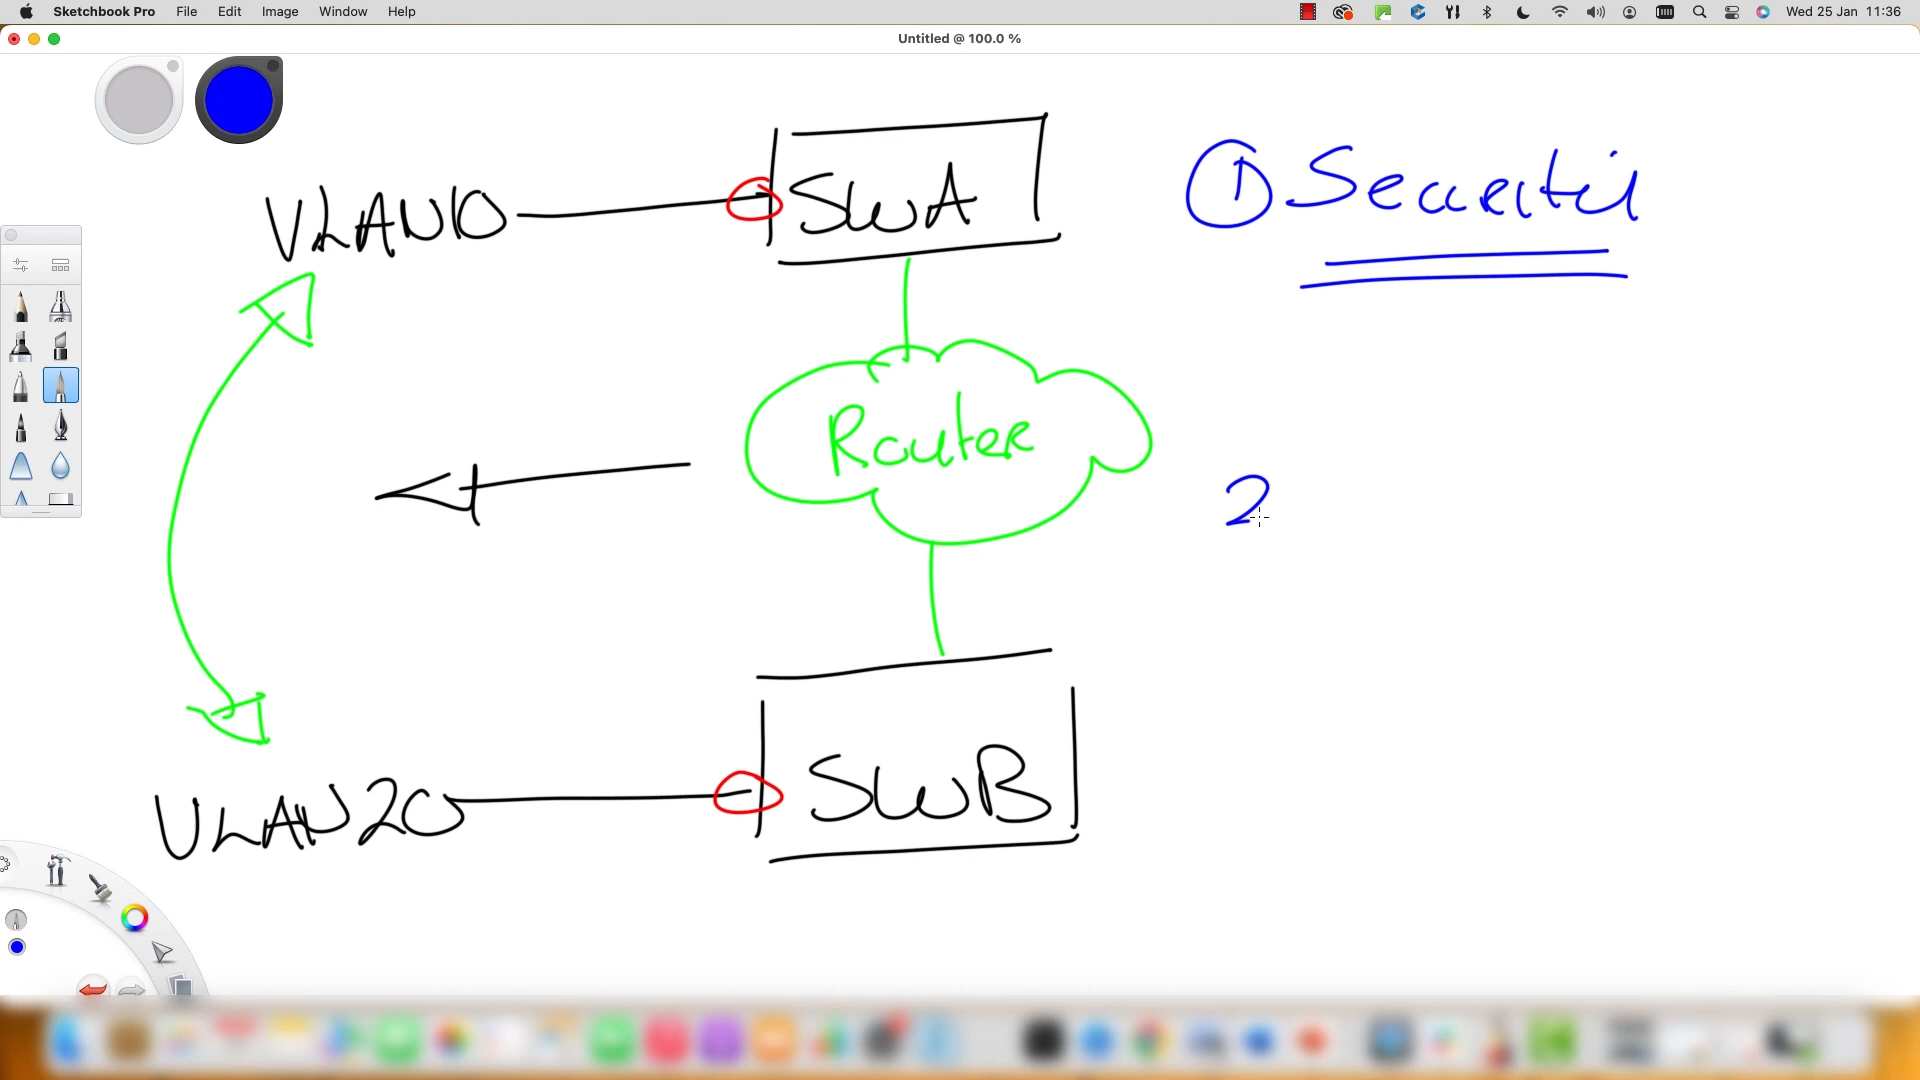 Sketchbook Pro File Edit Image Window Help Wed 25 Jan 11:36
Untitled @ 100.0 %
VLAN10 SWA ① Security
Router
2
VLAN20 SWB